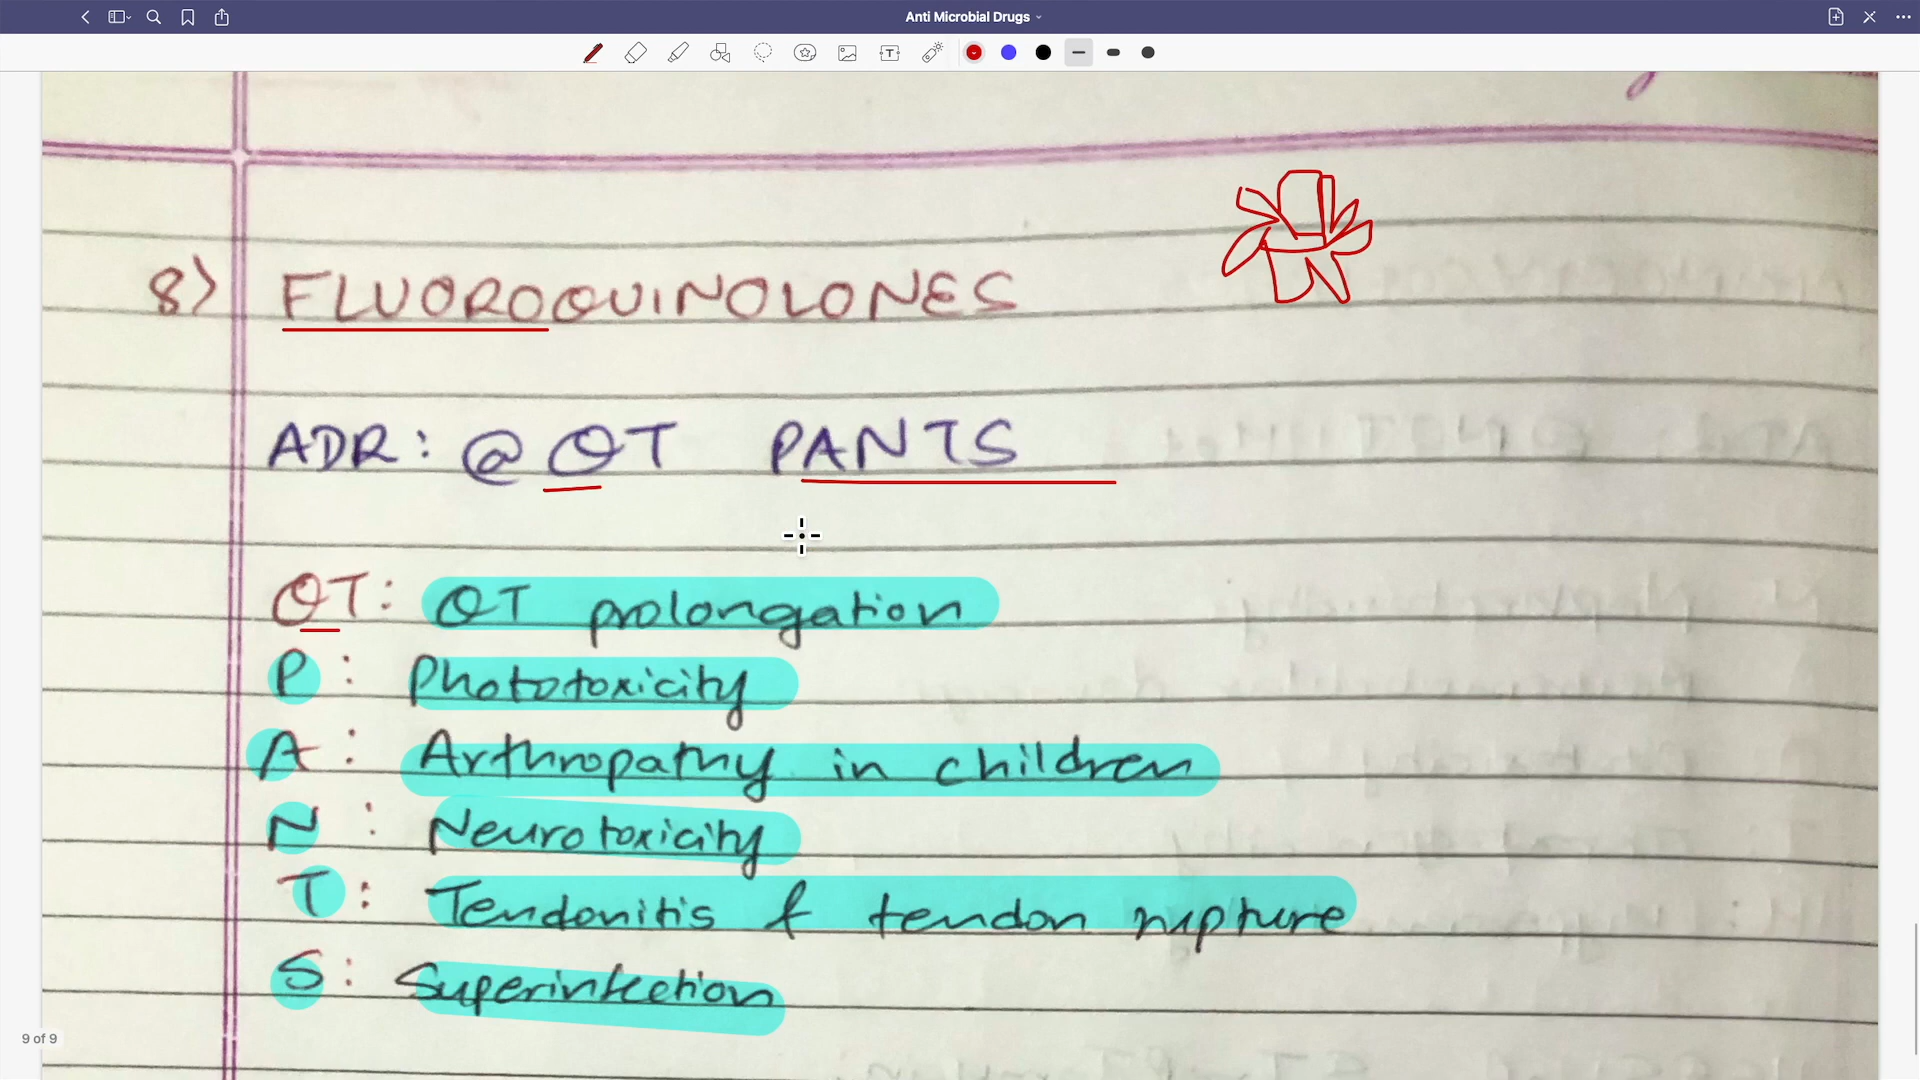 Anti Microbial Drugs
8) FLUOROQUINOLONES
ADR: @ QT PANTS
QT: QT prolongation
P: Phototoxicity
A: Arthropathy in children
N: Neurotoxicity
T: Tendonitis & tendon rupture
S: Superinfection
9 of 9